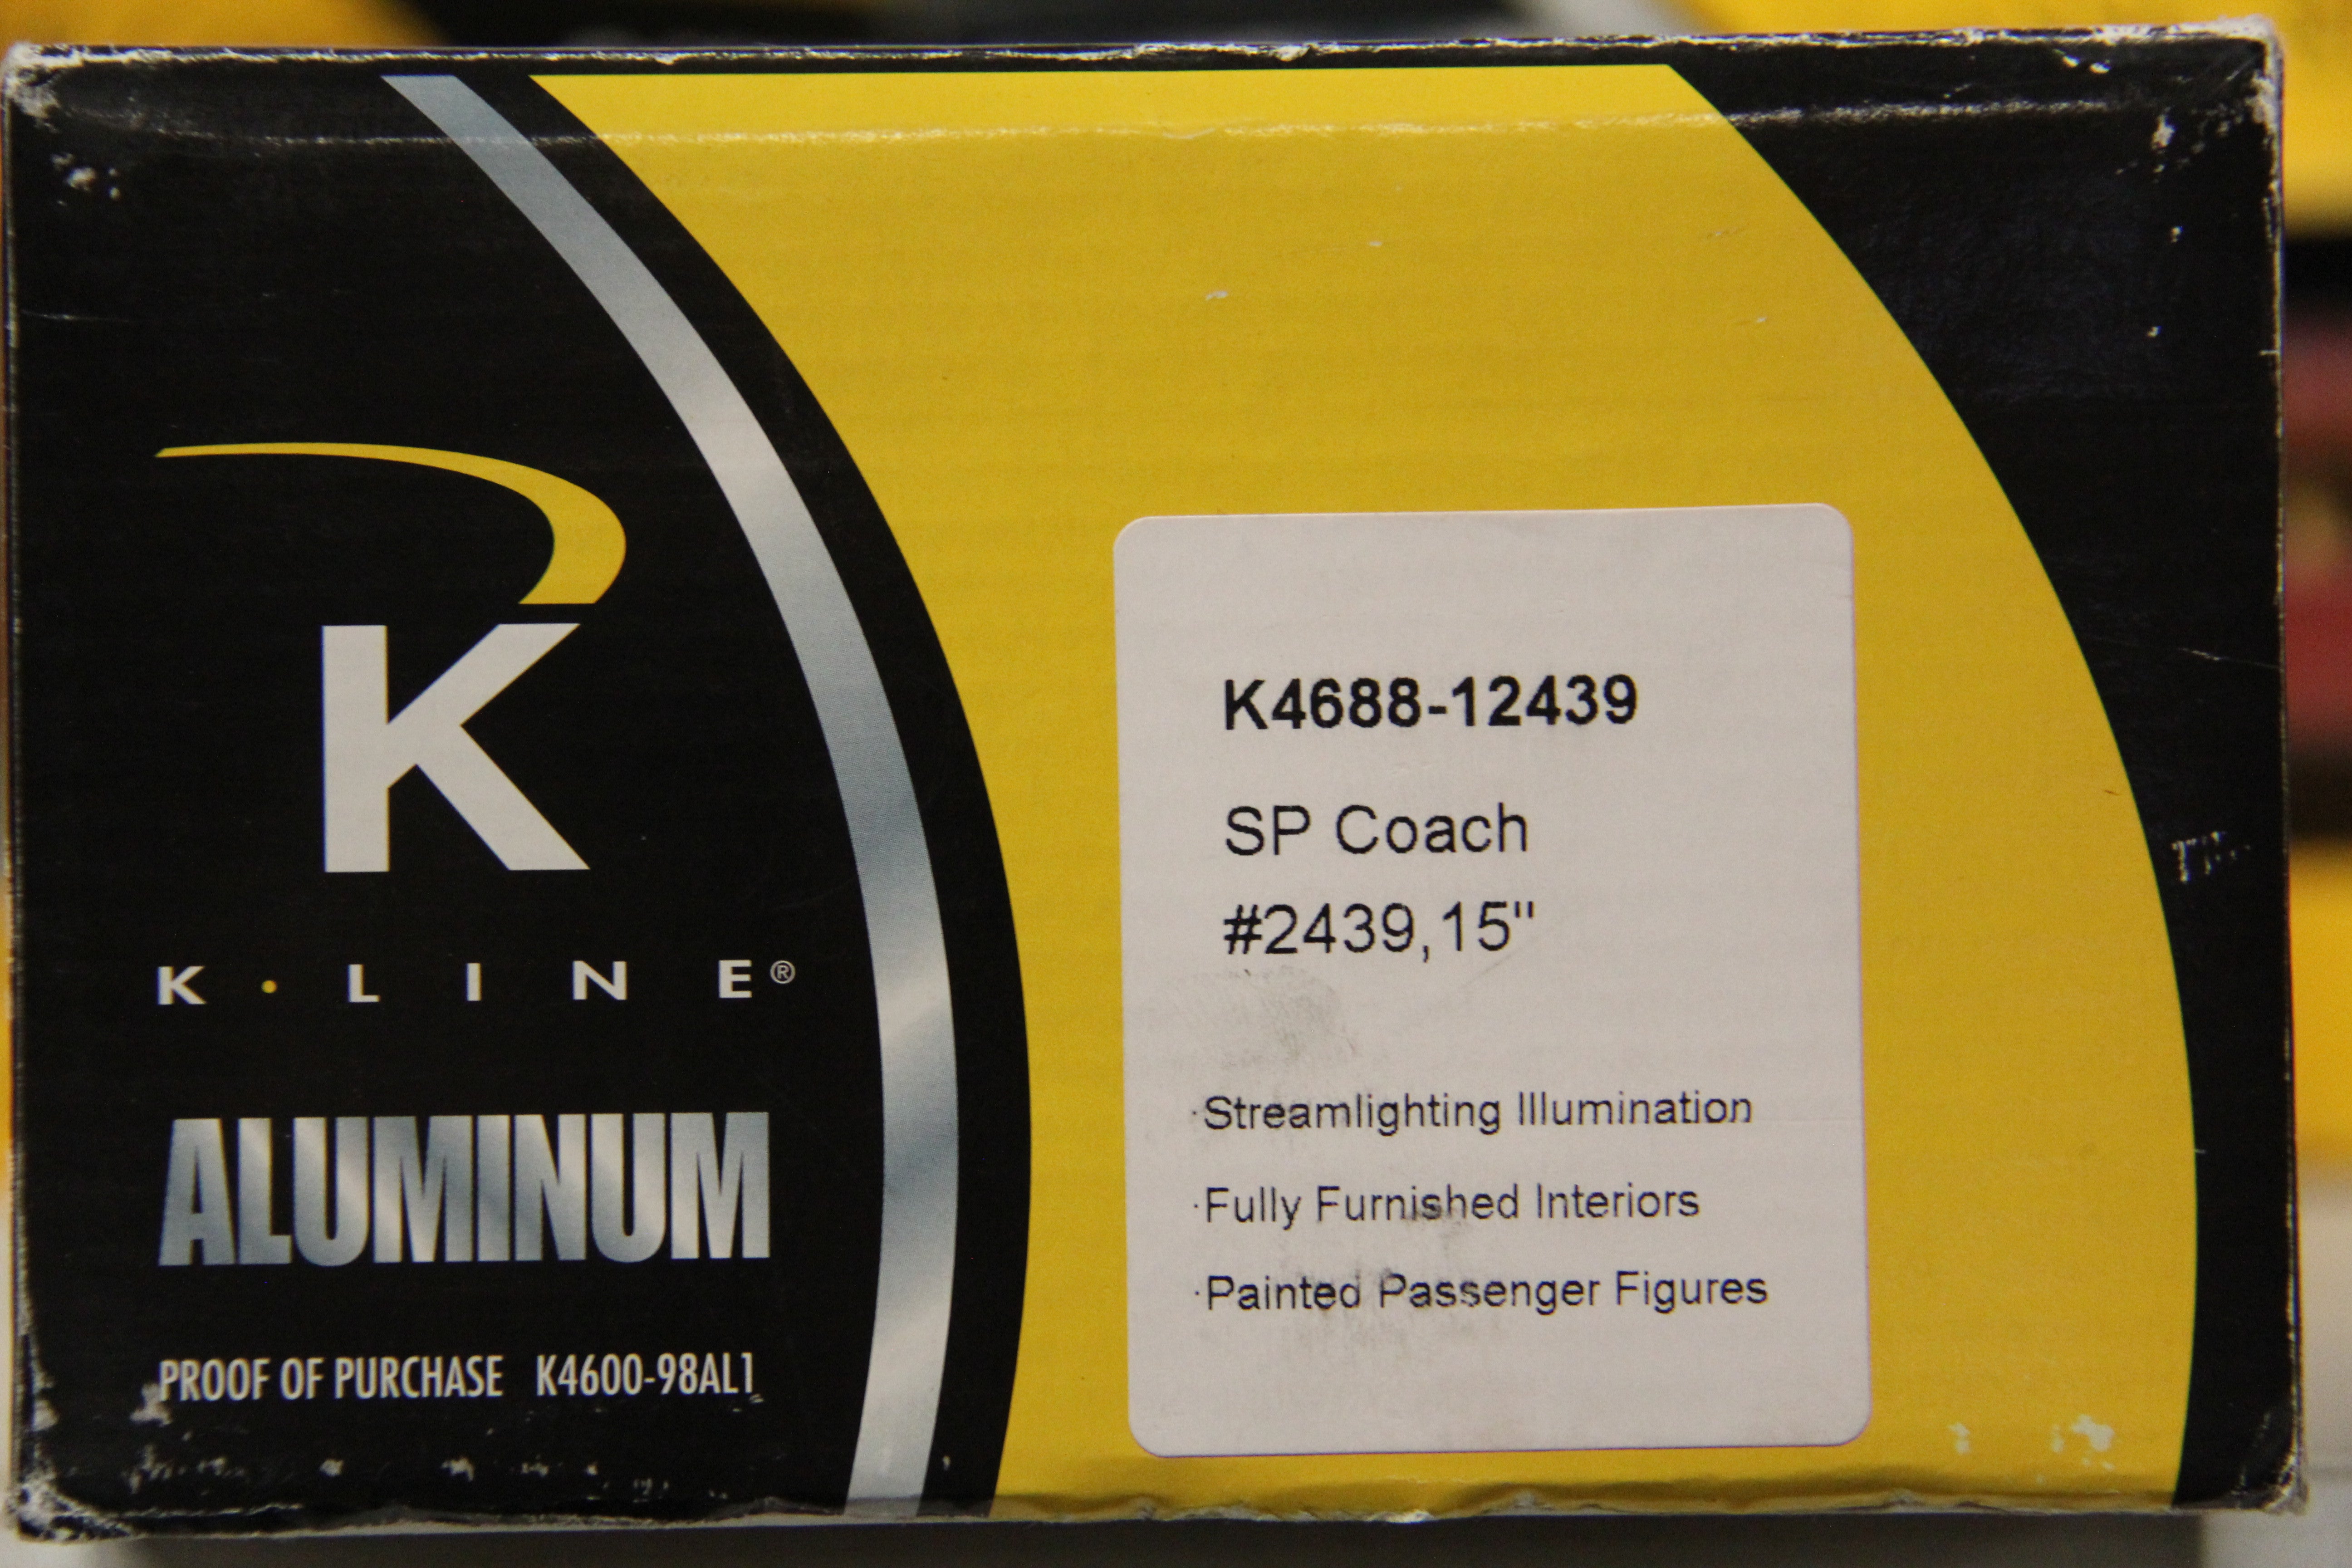 K
K·LINE®
ALUMINUM
PROOF OF PURCHASE K4600-98AL1
K4688-12439
SP Coach
#2439,15"
·Streamlighting Illumination
·Fully Furnished Interiors
·Painted Passenger Figures